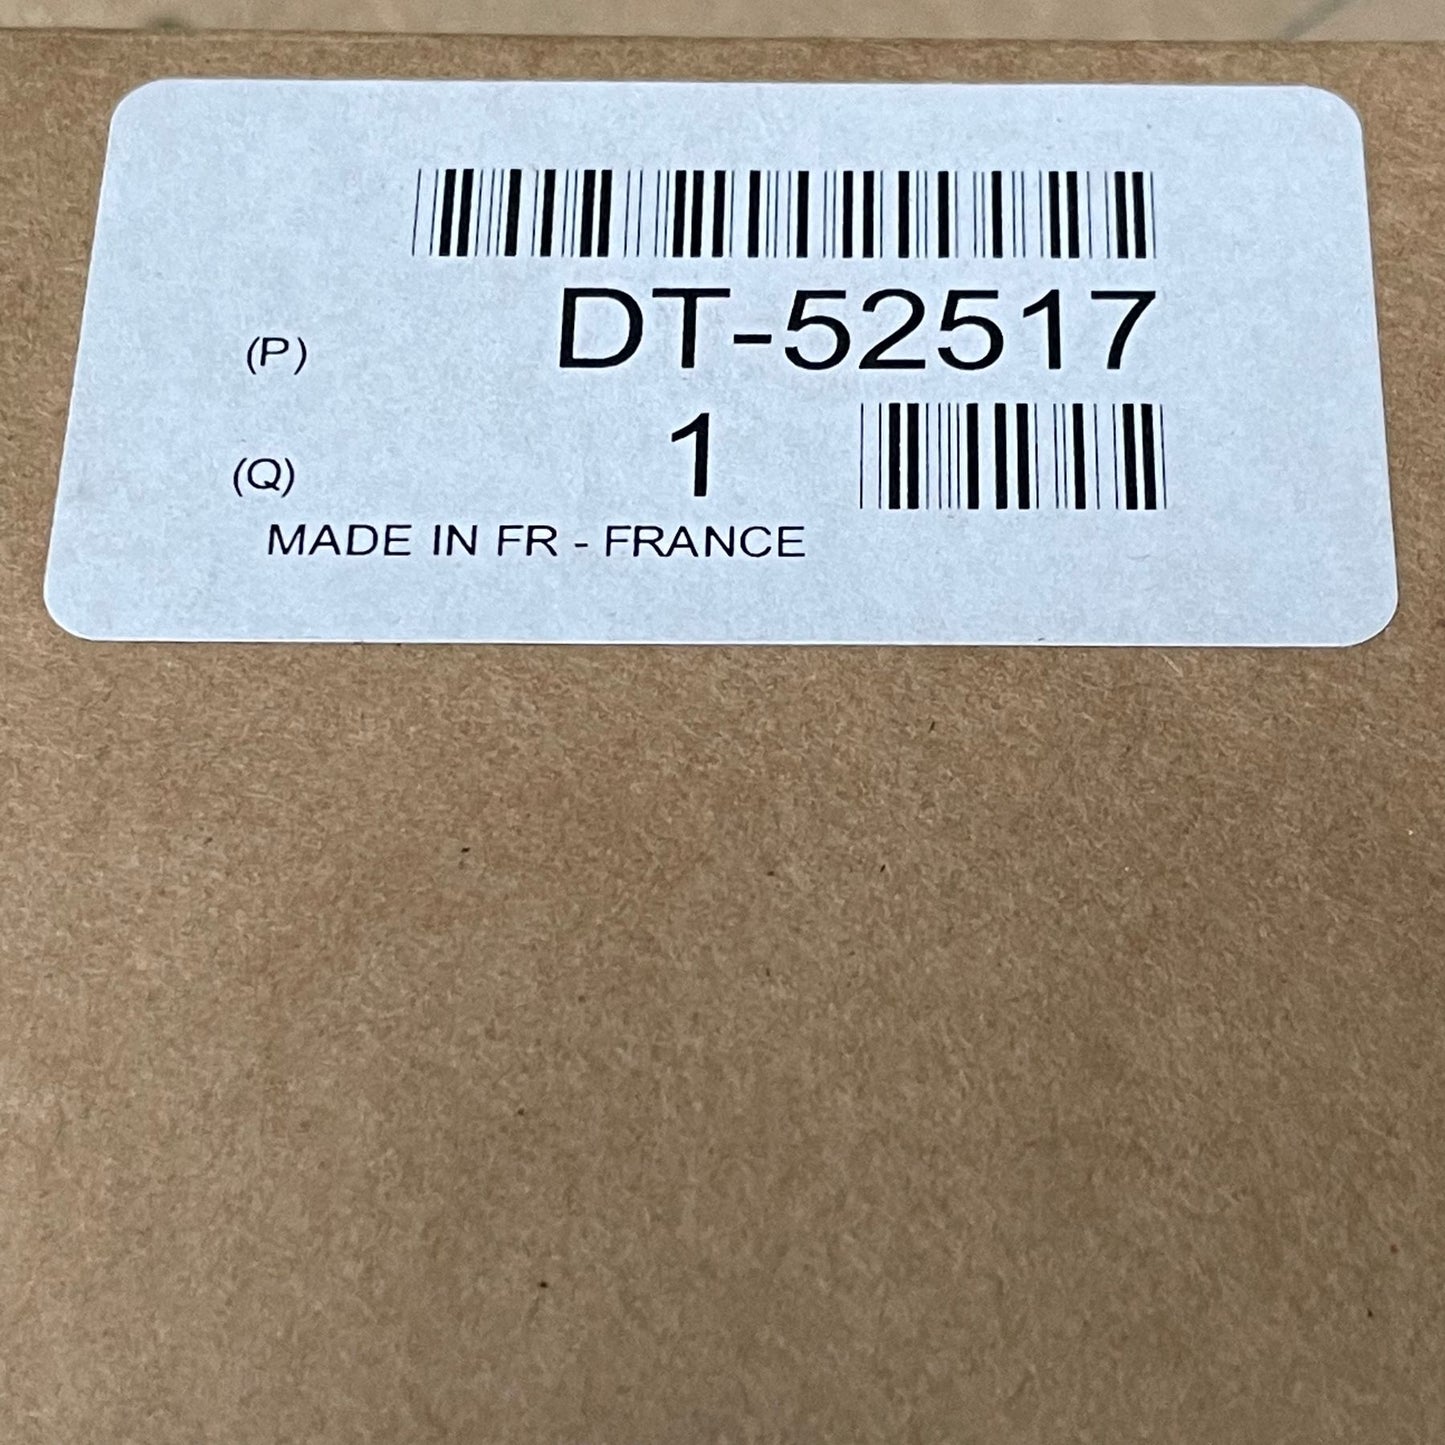 (P) DT-52517
(Q) 1
MADE IN FR - FRANCE